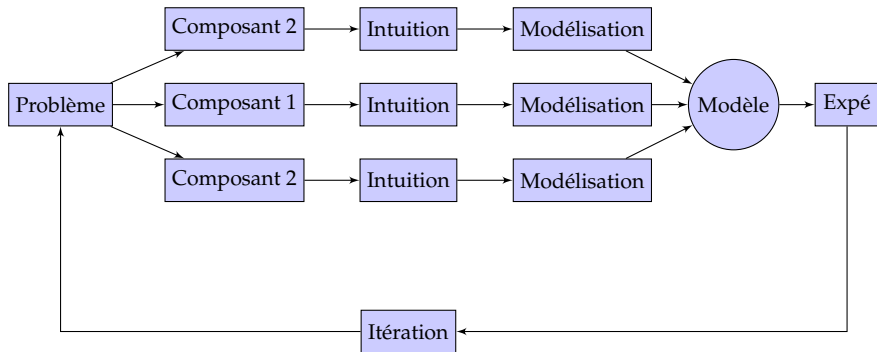 Composant 2
Intuition
Modélisation
Problème
Composant 1
Intuition
Modélisation
Modèle
Expé
Composant 2
Intuition
Modélisation
Itération